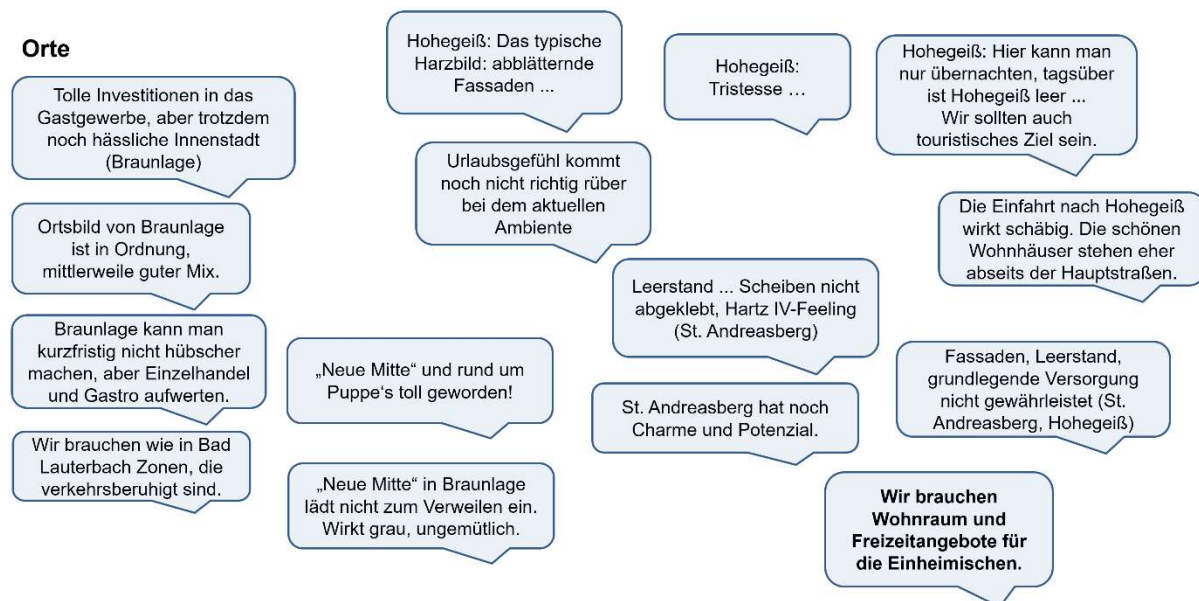 Orte
Tolle Investitionen in das
Gastgewerbe, aber trotzdem
noch hässliche Innenstadt
(Braunlage)
Ortsbild von Braunlage
ist in Ordnung,
mittlerweile guter Mix.
Braunlage kann man
kurzfristig nicht hübscher
machen, aber Einzelhandel
und Gastro aufwerten.
Wir brauchen wie in Bad
Lauterbach Zonen, die
verkehrsberuhigt sind.
Hohegeiß: Das typische
Harzbild: abblätternde
Fassaden ...
Urlaubsgefühl kommt
noch nicht richtig rüber
bei dem aktuellen
Ambiente
„Neue Mitte“ und rund um
Puppe‘s toll geworden!
„Neue Mitte“ in Braunlage
lädt nicht zum Verweilen ein.
Wirkt grau, ungemütlich.
Hohegeiß:
Tristesse …
Leerstand ... Scheiben nicht
abgeklebt, Hartz IV-Feeling
(St. Andreasberg)
St. Andreasberg hat noch
Charme und Potenzial.
Hohegeiß: Hier kann man
nur übernachten, tagsüber
ist Hohegeiß leer ...
Wir sollten auch
touristisches Ziel sein.
Die Einfahrt nach Hohegeiß
wirkt schäbig. Die schönen
Wohnhäuser stehen eher
abseits der Hauptstraßen.
Fassaden, Leerstand,
grundlegende Versorgung
nicht gewährleistet (St.
Andreasberg, Hohegeiß)
Wir brauchen
Wohnraum und
Freizeitangebote für
die Einheimischen.